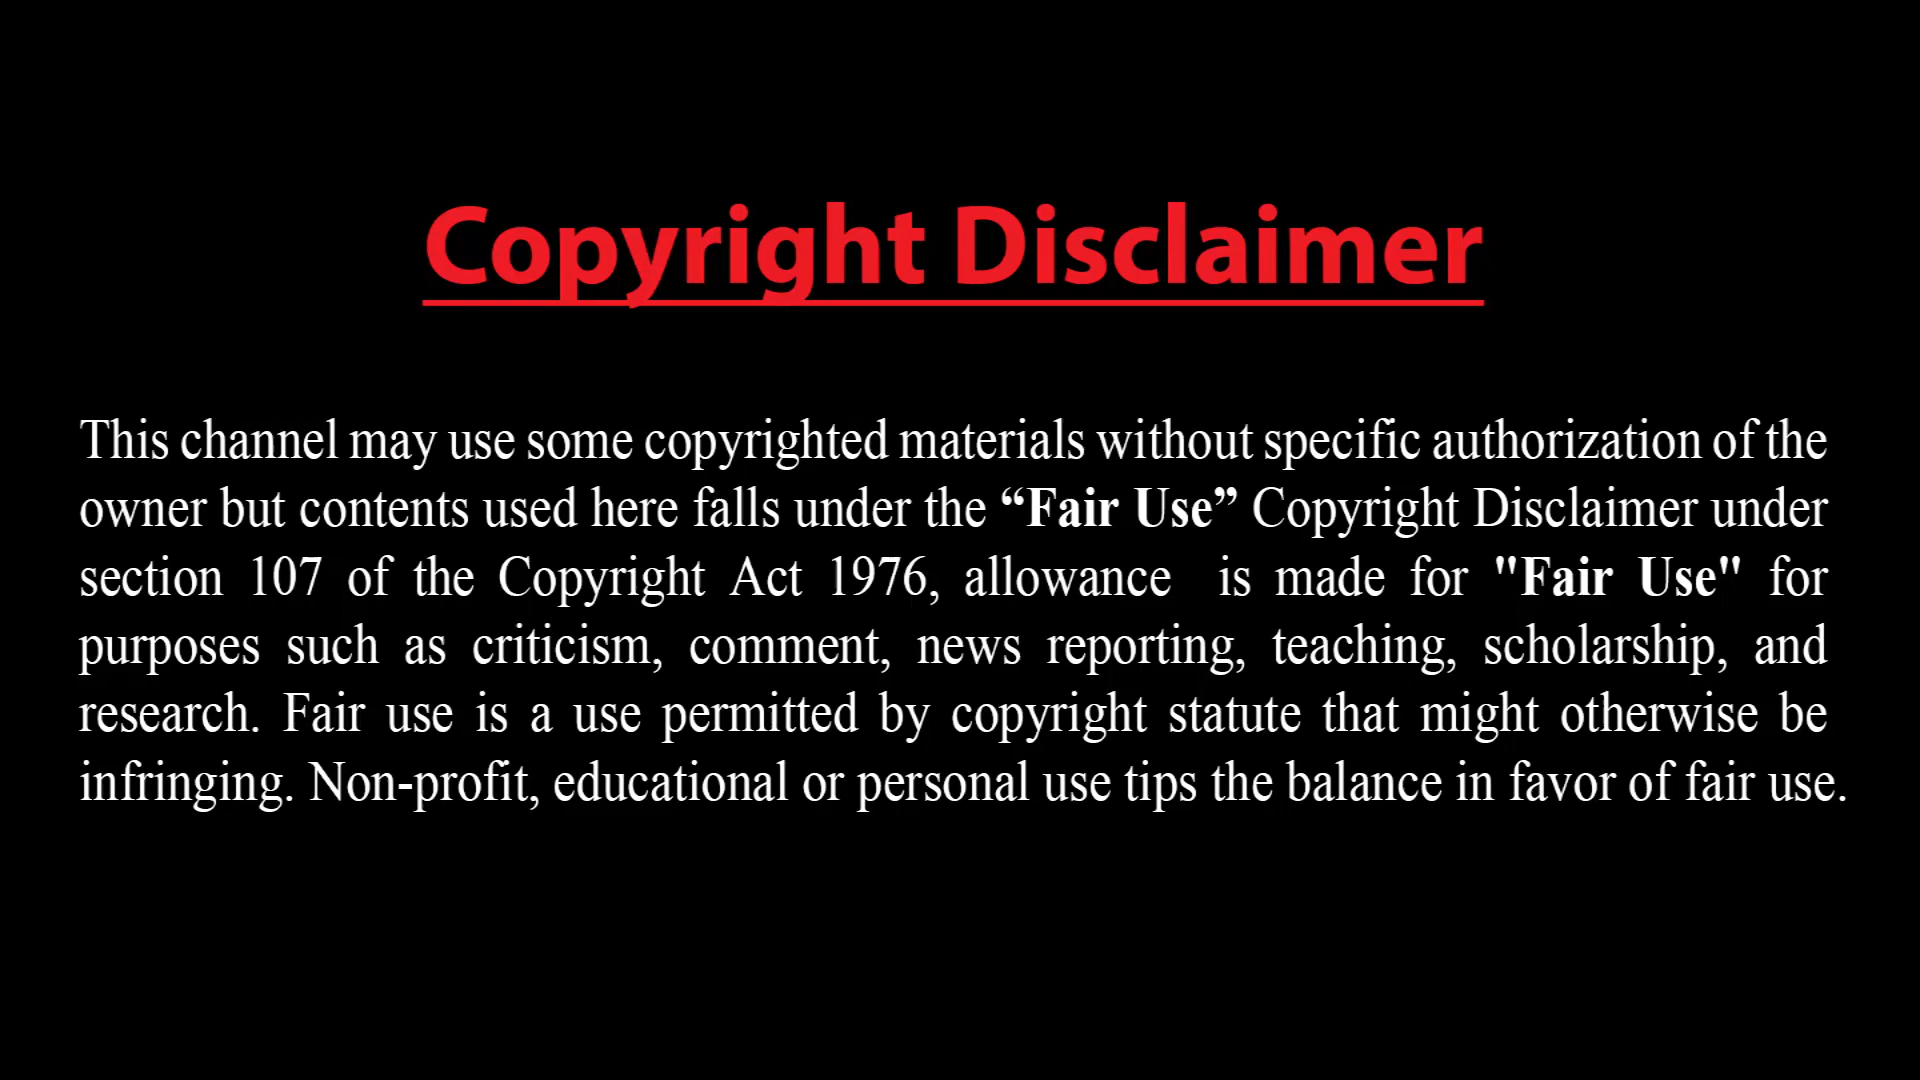 Copyright Disclaimer
This channel may use some copyrighted materials without specific authorization of the
owner but contents used here falls under the “Fair Use” Copyright Disclaimer under
section 107 of the Copyright Act 1976, allowance is made for "Fair Use" for
purposes such as criticism, comment, news reporting, teaching, scholarship, and
research. Fair use is a use permitted by copyright statute that might otherwise be
infringing. Non-profit, educational or personal use tips the balance in favor of fair use.